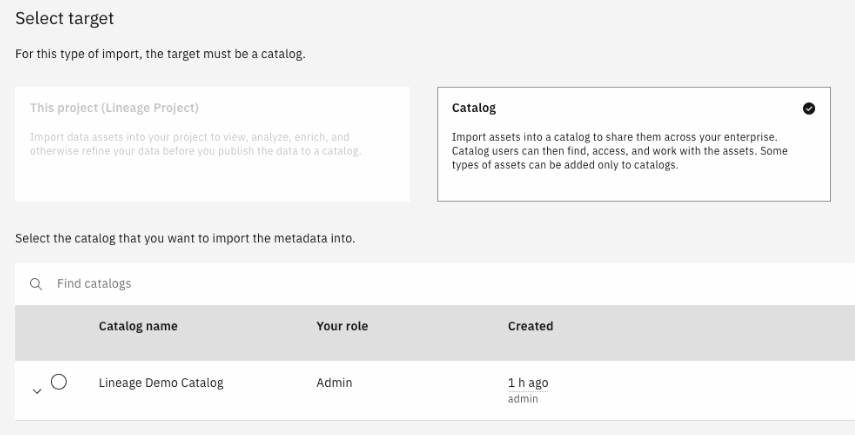 Select target
For this type of import, the target must be a catalog.
This project (Lineage Project)
Import data assets into your project to view, analyze, enrich, and
otherwise refine your data before you publish the data to a catalog.
Catalog
Import assets into a catalog to share them across your enterprise.
Catalog users can then find, access, and work with the assets. Some
types of assets can be added only to catalogs.
Select the catalog that you want to import the metadata into.
Find catalogs
Catalog name Your role Created
Lineage Demo Catalog Admin 1 h ago
admin